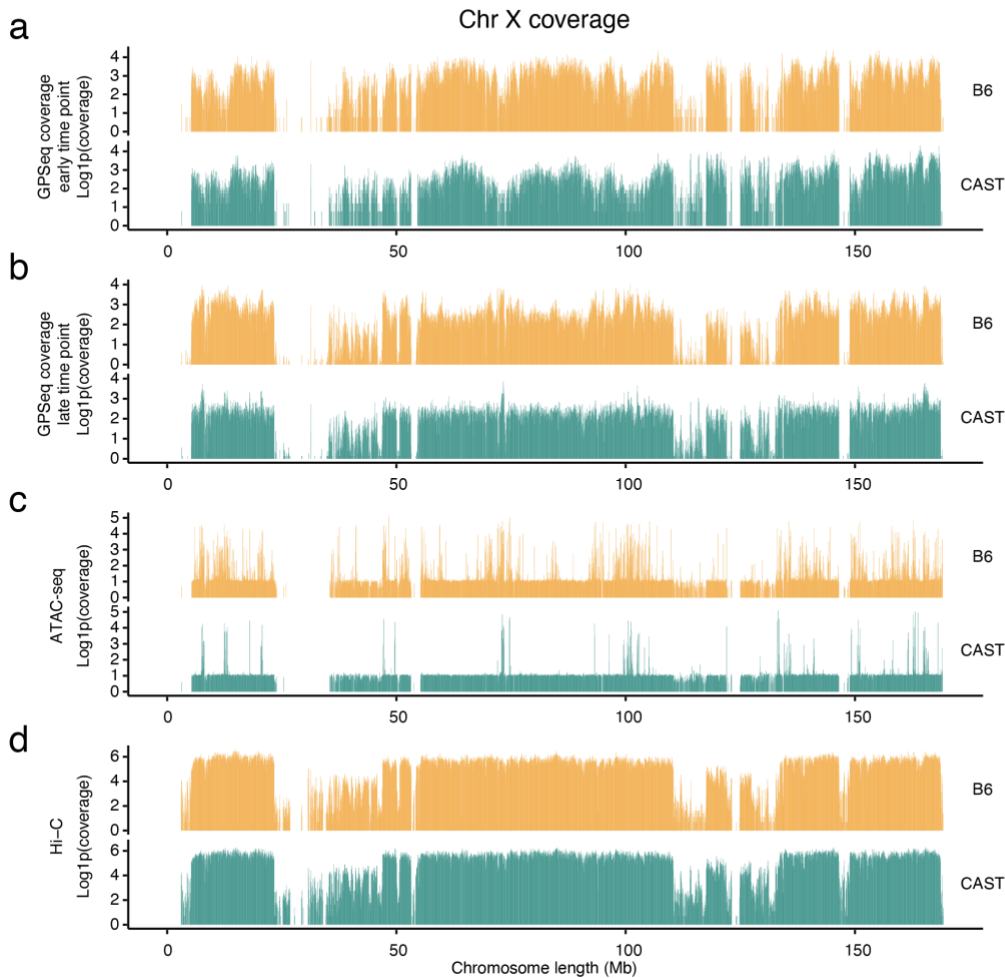 Chr X coverage
a
GPSeq coverage
early time point
Log1p(coverage)
4
3
2
1
0
B6
4
3
2
1
0
CAST
0
50
100
150
b
GPSeq coverage
late time point
Log1p(coverage)
4
3
2
1
0
B6
4
3
2
1
0
CAST
0
50
100
150
c
ATAC-seq
Log1p(coverage)
5
4
3
2
1
0
B6
5
4
3
2
1
0
CAST
0
50
100
150
d
Hi-C
Log1p(coverage)
6
4
2
0
B6
6
4
2
0
CAST
0
50
100
150
Chromosome length (Mb)